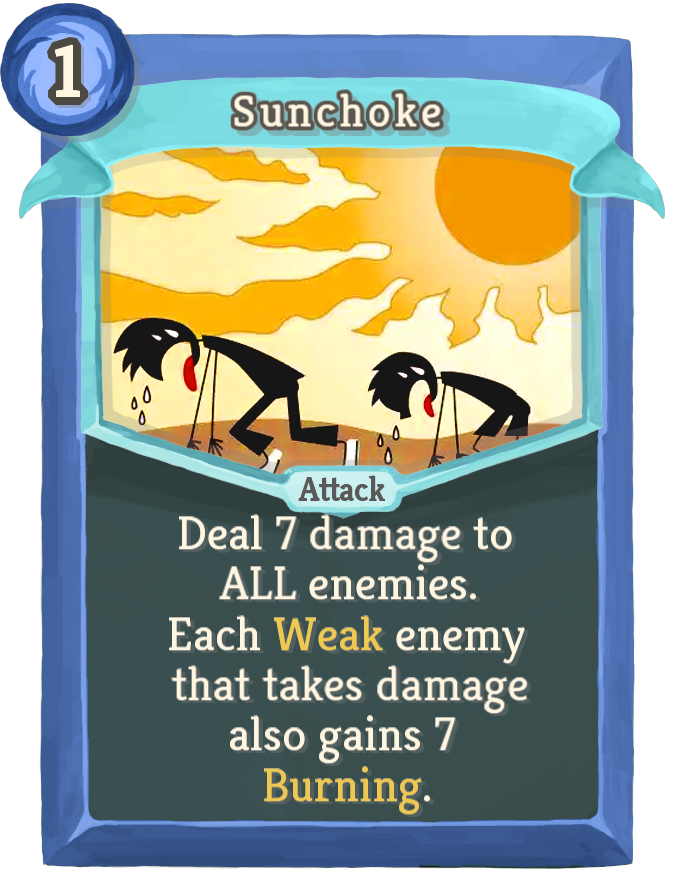 1
Sunchoke
Attack
Deal 7 damage to
ALL enemies.
Each Weak enemy
that takes damage
also gains 7
Burning.